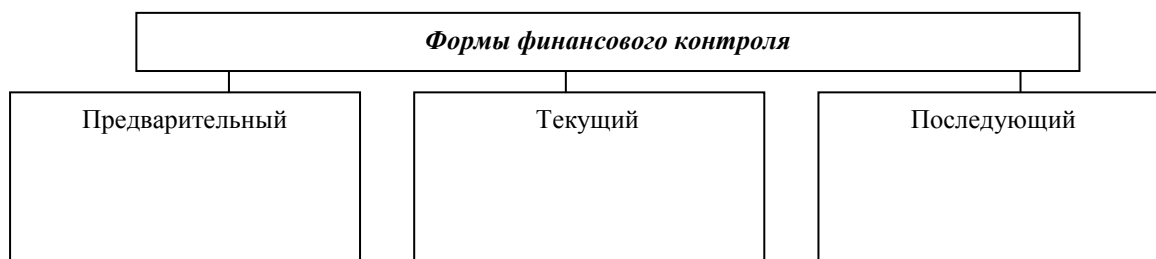 Формы финансового контроля
Предварительный
Текущий
Последующий